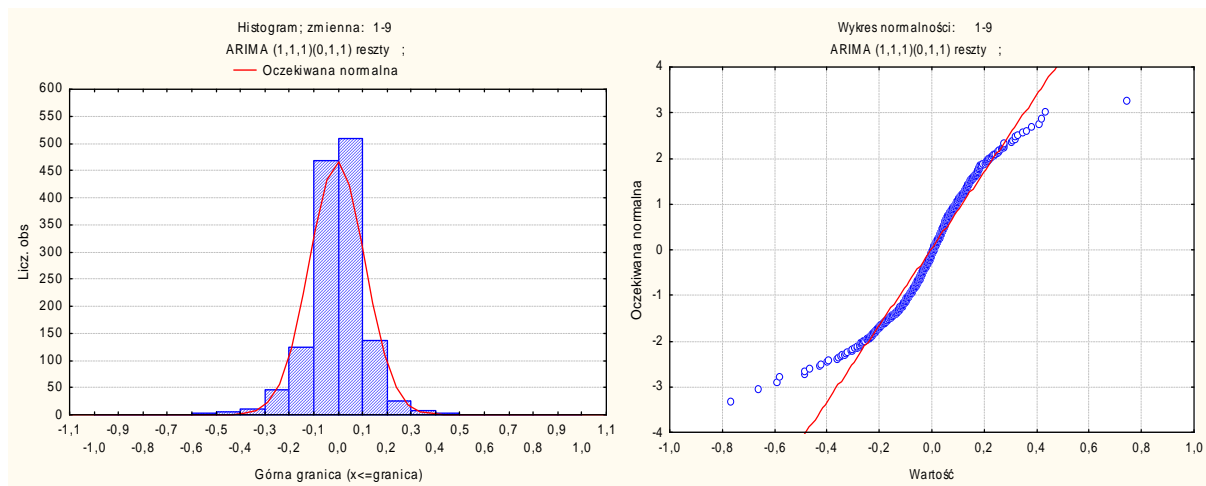 Histogram; zmienna: 1-9
ARIMA (1,1,1)(0,1,1) reszty ;
Oczekiwana normalna
600
550
500
450
400
350
300
250
200
150
100
50
0
Licz. obs
-1,1 -0,9 -0,7 -0,5 -0,3 -0,1 0,1 0,3 0,5 0,7 0,9 1,1
-1,0 -0,8 -0,6 -0,4 -0,2 0,0 0,2 0,4 0,6 0,8 1,0
Górna granica (x<=granica)
Wykres normalności: 1-9
ARIMA (1,1,1)(0,1,1) reszty ;
4
3
2
1
0
-1
-2
-3
-4
Oczekiwana normalna
-1,0 -0,8 -0,6 -0,4 -0,2 0,0 0,2 0,4 0,6 0,8 1,0
Wartość